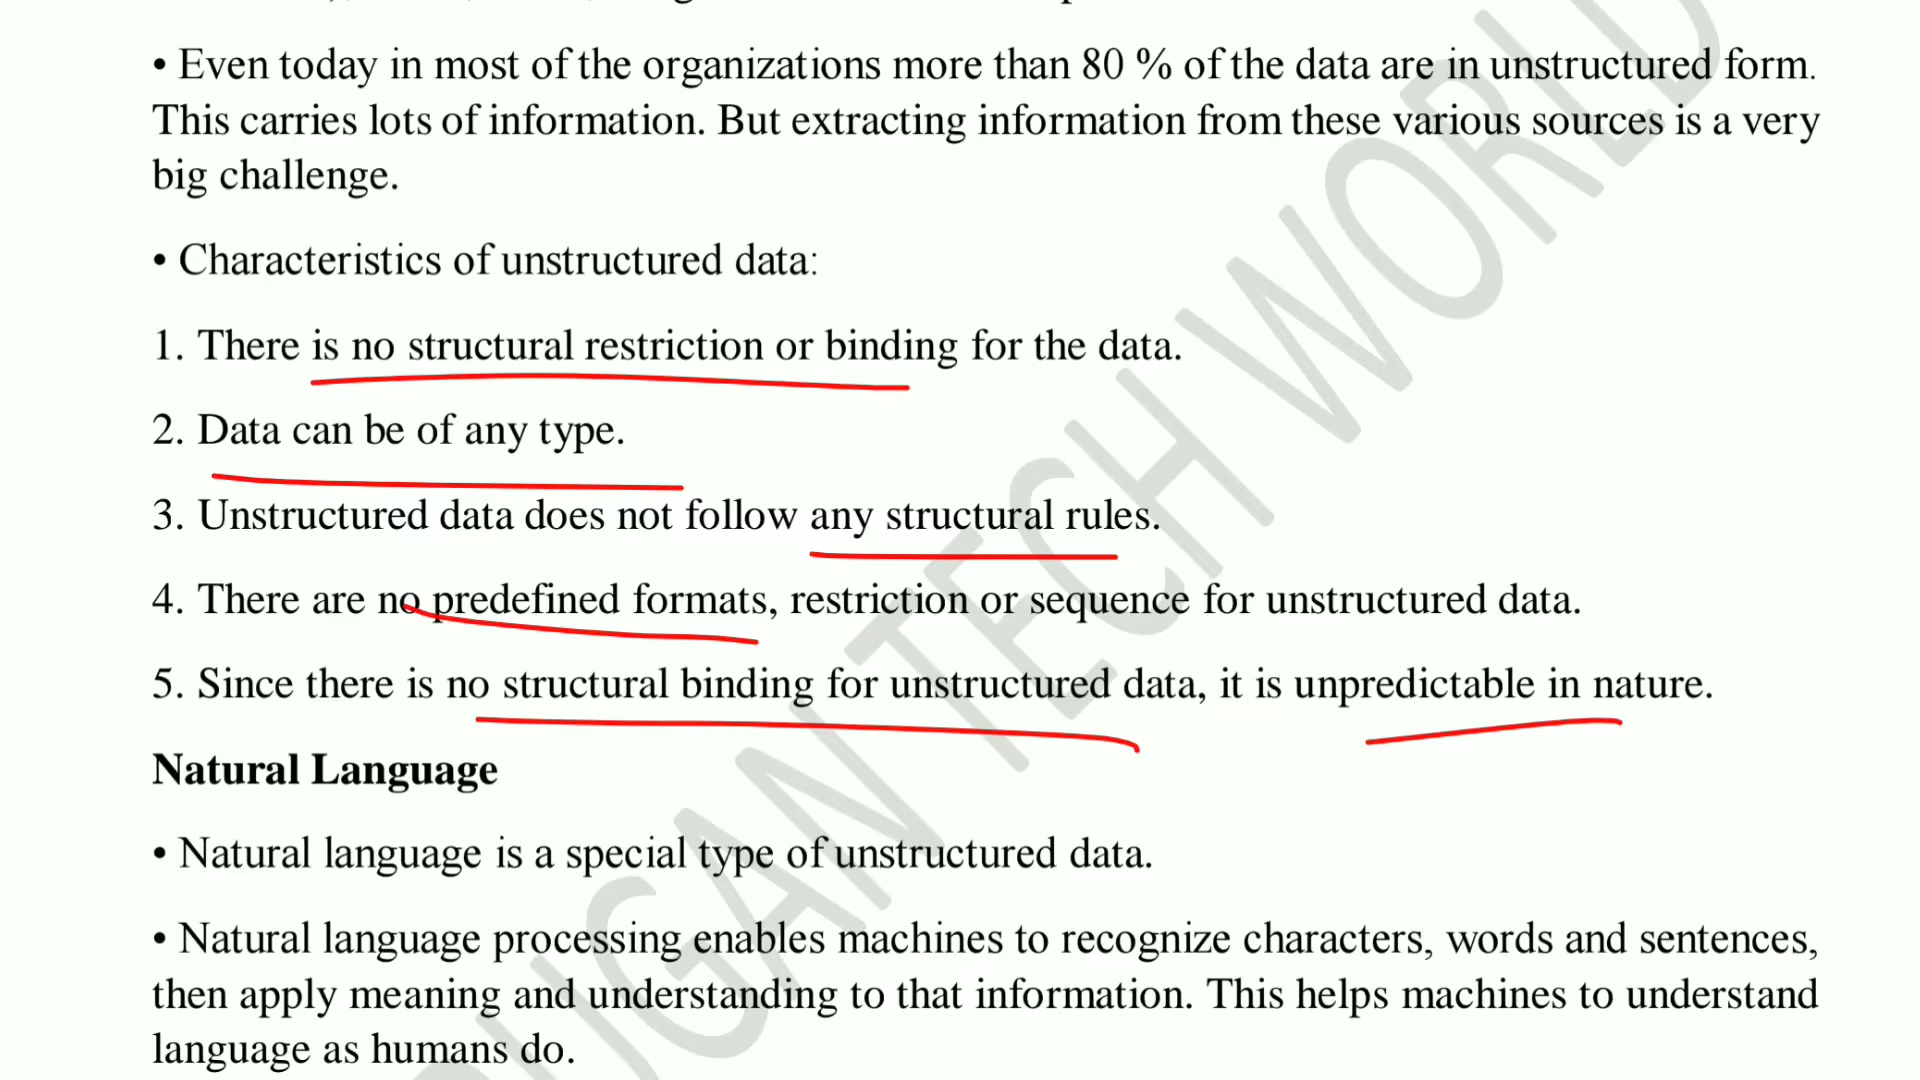 • Even today in most of the organizations more than 80 % of the data are in unstructured form.
This carries lots of information. But extracting information from these various sources is a very
big challenge.
• Characteristics of unstructured data:
1. There is no structural restriction or binding for the data.
2. Data can be of any type.
3. Unstructured data does not follow any structural rules.
4. There are no predefined formats, restriction or sequence for unstructured data.
5. Since there is no structural binding for unstructured data, it is unpredictable in nature.
Natural Language
• Natural language is a special type of unstructured data.
• Natural language processing enables machines to recognize characters, words and sentences,
then apply meaning and understanding to that information. This helps machines to understand
language as humans do.
UGAN TECH WORLD